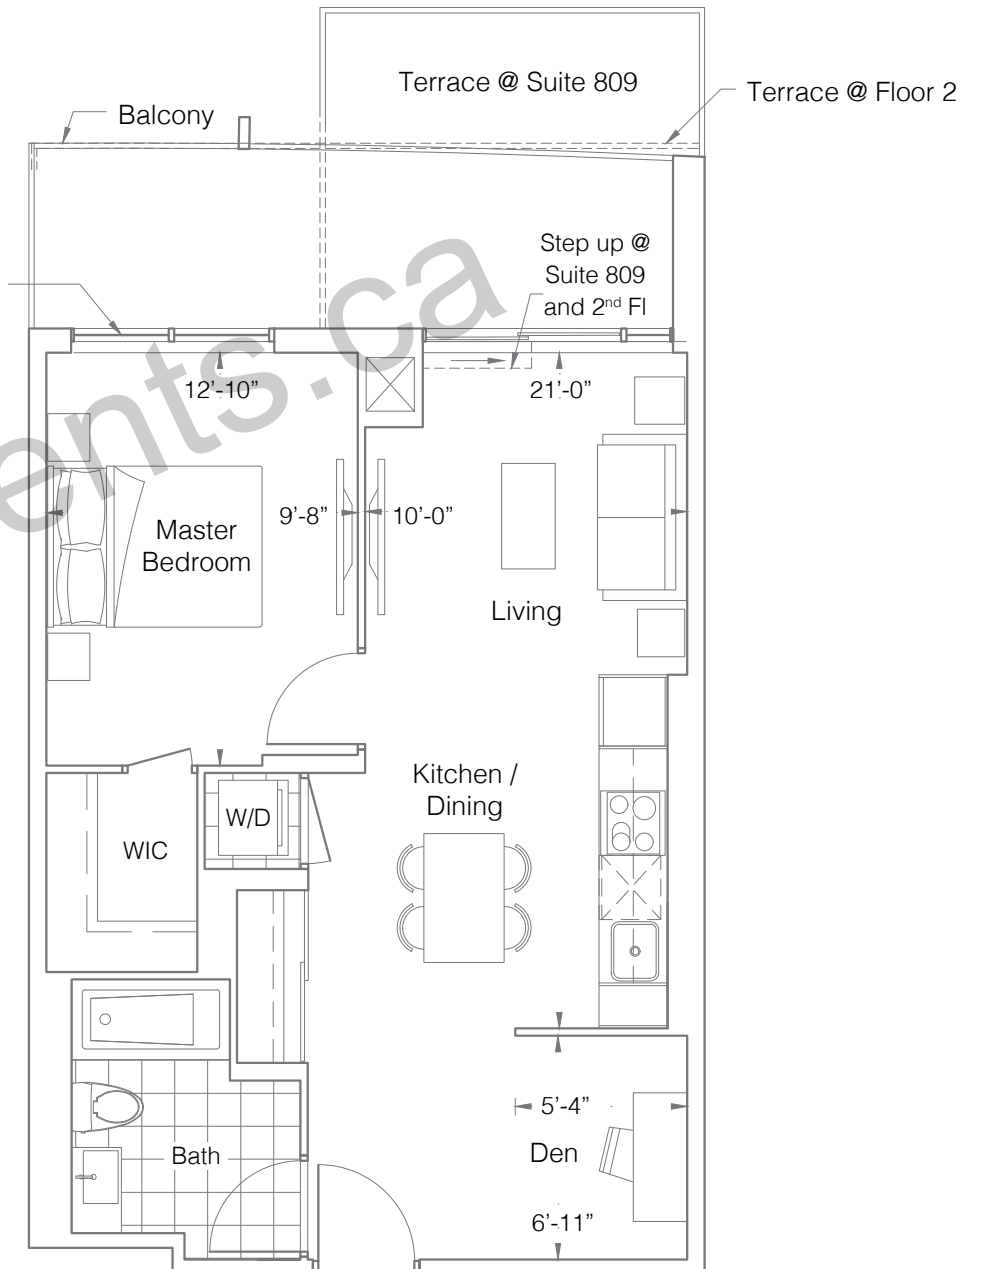 Terrace @ Suite 809
Terrace @ Floor 2
Balcony
Step up @
Suite 809
and 2nd Fl
12'-10"
21'-0"
ents.ca
9'-8"
10'-0"
Master
Bedroom
Living
Kitchen /
Dining
W/D
WIC
5'-4"
Den
Bath
6'-11"